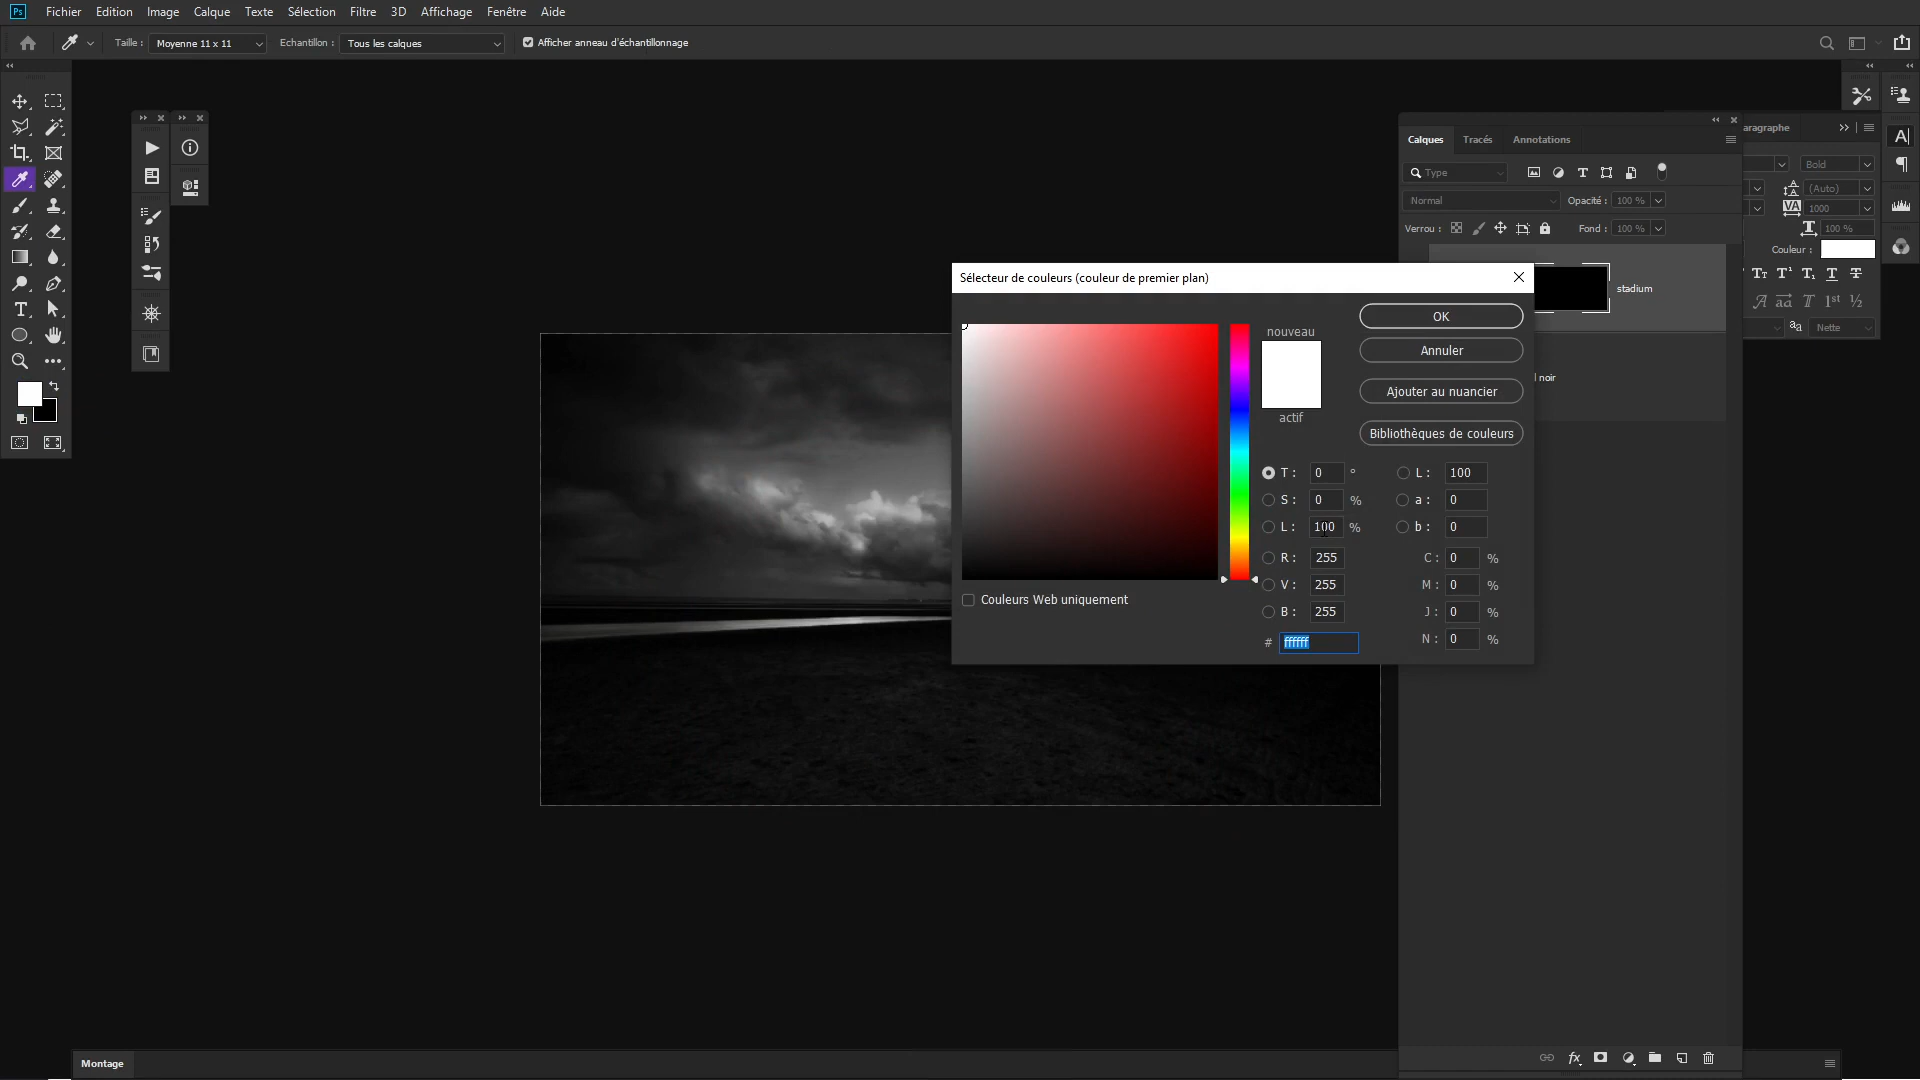 Ps Fichier Edition Image Calque Texte Sélection Filtre 3D Affichage Fenêtre Aide
Taille : Moyenne 11 x 11 Echantillon : Tous les calques Afficher anneau d'échantillonnage
Calques Tracés Annotations
aragraphe
Type
Bold
Normal Opacité : 100 %
(Auto)
1000
Verrou : Fond : 100 %
100 %
Couleur :
stadium
1st ½
Nette
l noir
Sélecteur de couleurs (couleur de premier plan)
nouveau
actif
OK
Annuler
Ajouter au nuancier
Bibliothèques de couleurs
T : 0 ° L : 100
S : 0 % a : 0
L : 100 % b : 0
R : 255 C : 0 %
V : 255 M : 0 %
B : 255 J : 0 %
# ffffff N : 0 %
Couleurs Web uniquement
Montage